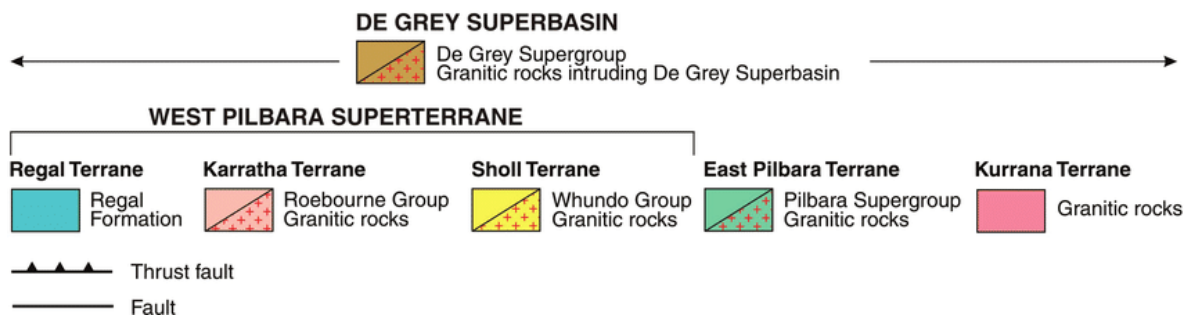 DE GREY SUPERBASIN
De Grey Supergroup
Granitic rocks intruding De Grey Superbasin
WEST PILBARA SUPERTERRANE
Regal Terrane
Regal
Formation
Karratha Terrane
Roebourne Group
Granitic rocks
Sholl Terrane
Whundo Group
Granitic rocks
East Pilbara Terrane
Pilbara Supergroup
Granitic rocks
Kurrana Terrane
Granitic rocks
Thrust fault
Fault